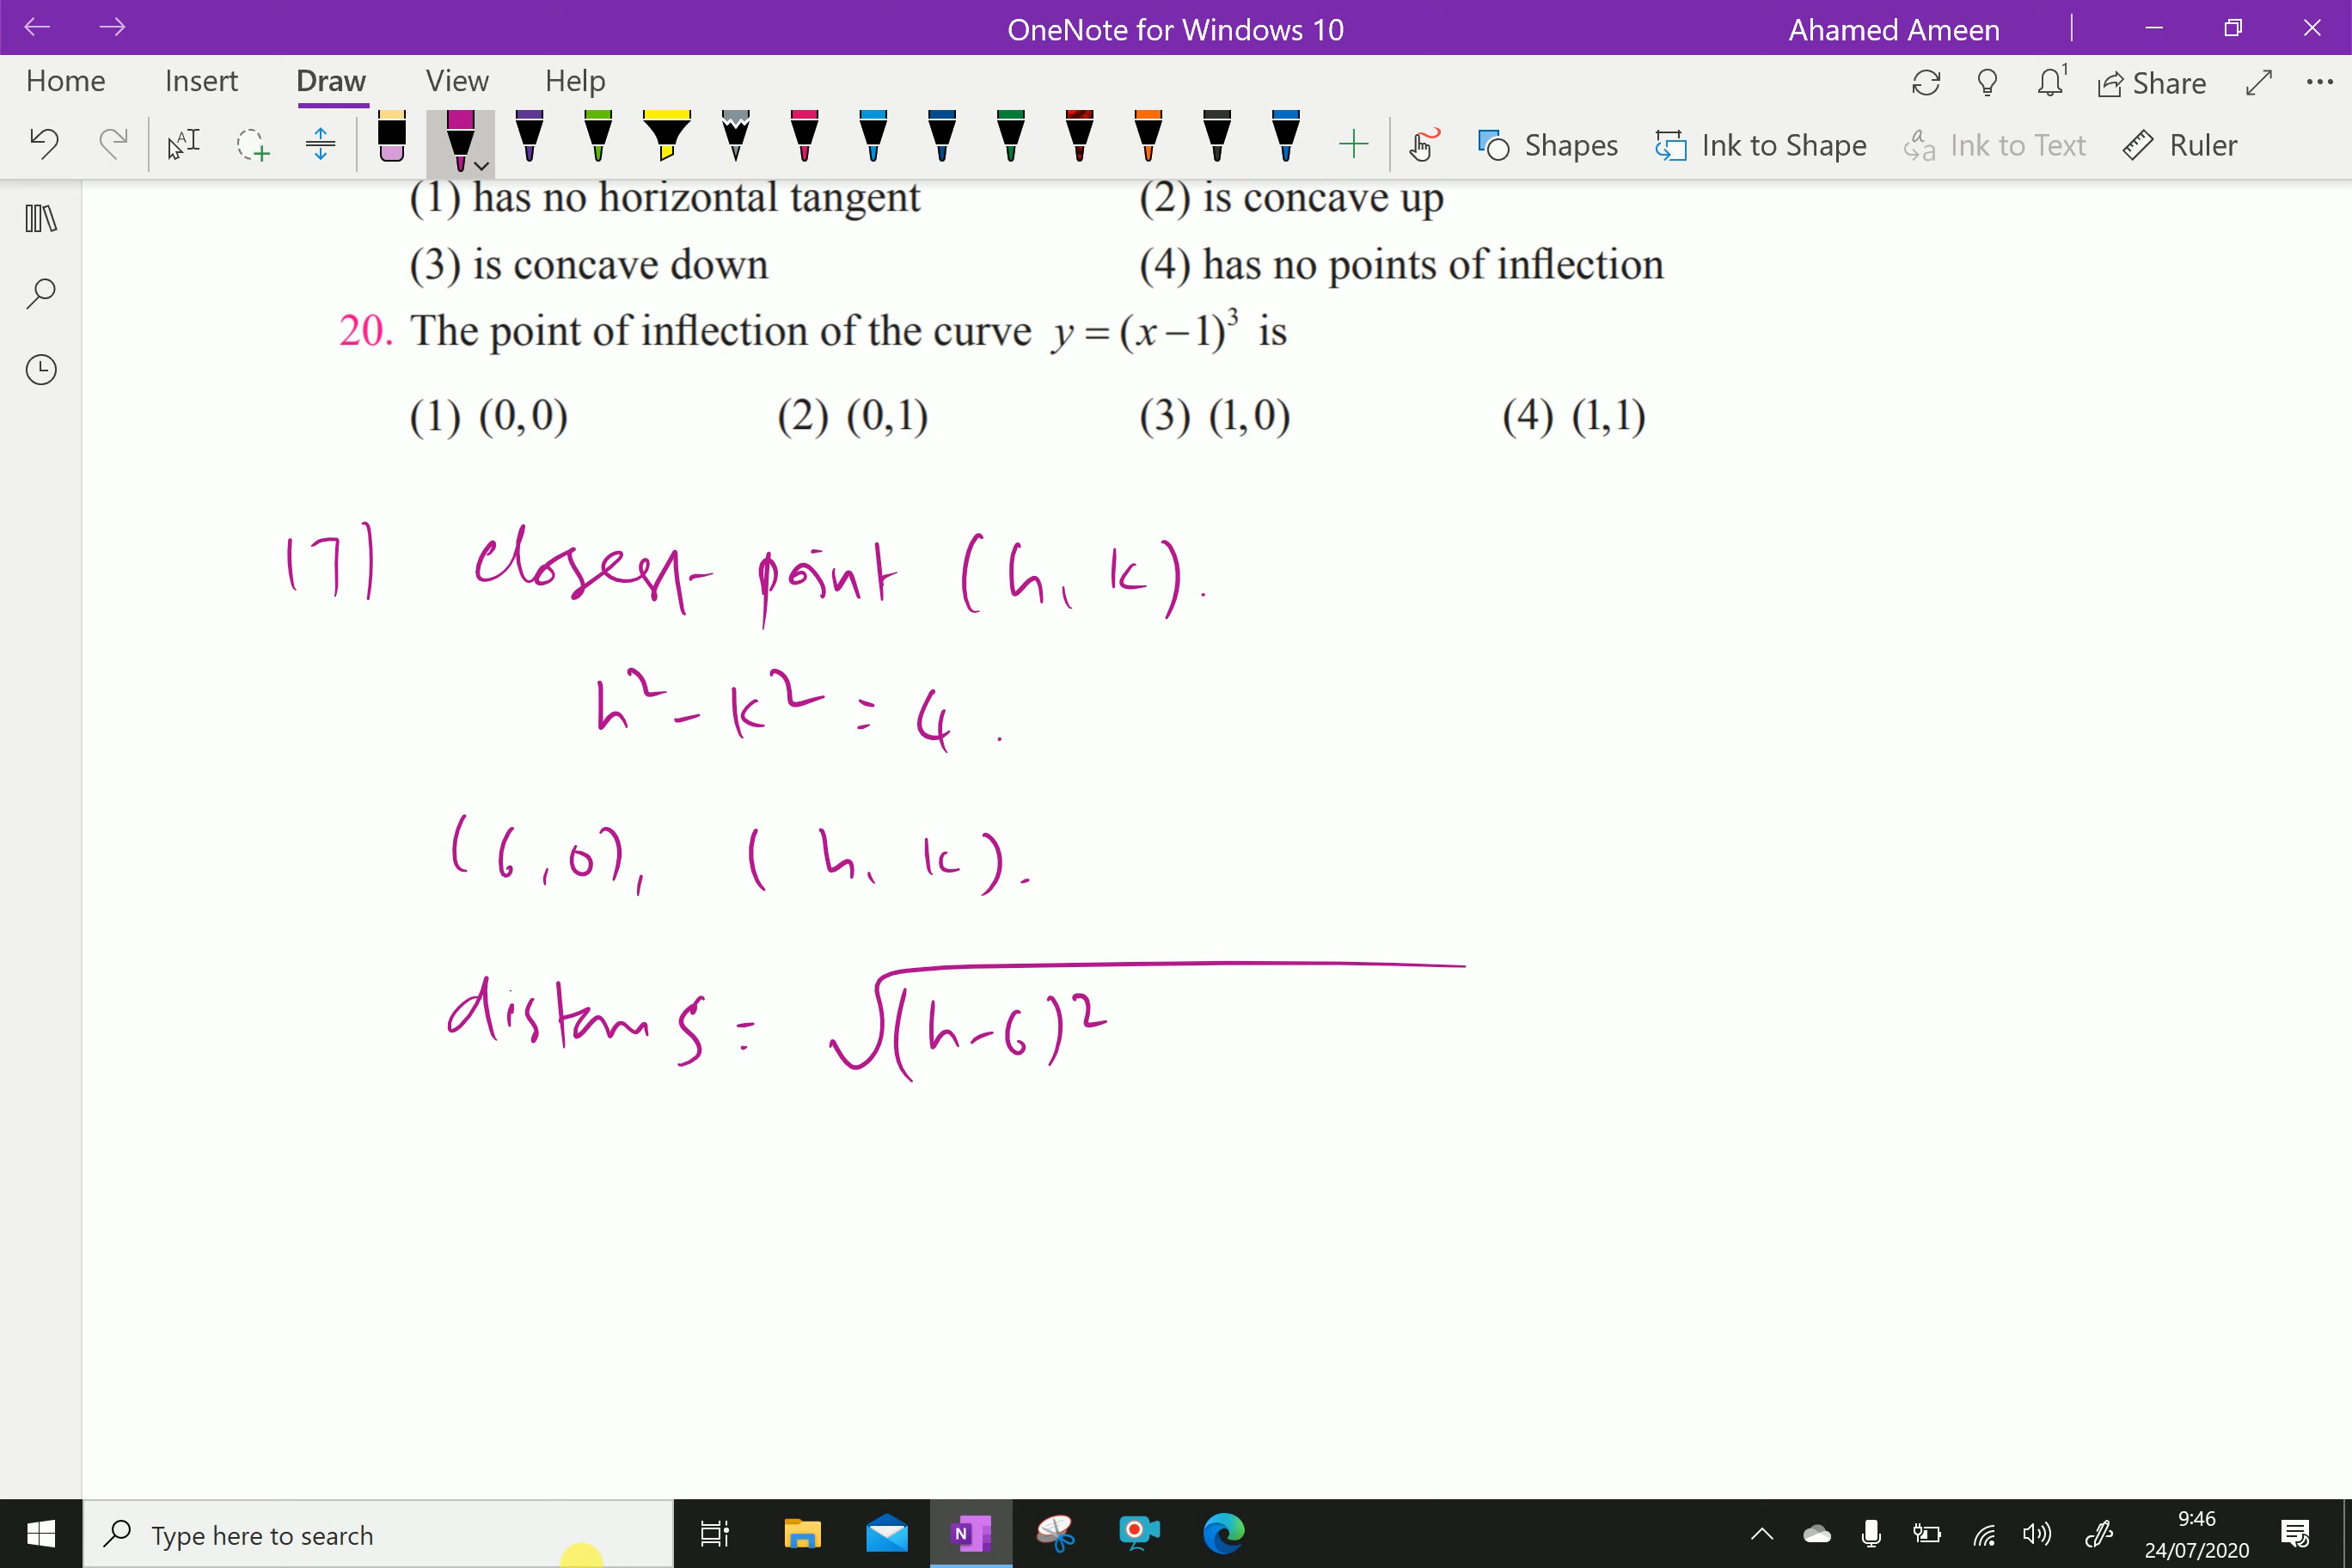 OneNote for Windows 10
Ahamed Ameen
Home Insert Draw View Help
1
Share
Shapes Ink to Shape Ink to Text Ruler
(1) has no horizontal tangent (2) is concave up
(3) is concave down (4) has no points of inflection
20. The point of inflection of the curve y = (x − 1)³ is
(1) (0, 0) (2) (0, 1) (3) (1, 0) (4) (1, 1)
17) closest point (h, k).
h² - k² = 4.
(6, 0), (h, k).
S = √(h-6)²
Type here to search
N
9:46
24/07/2020